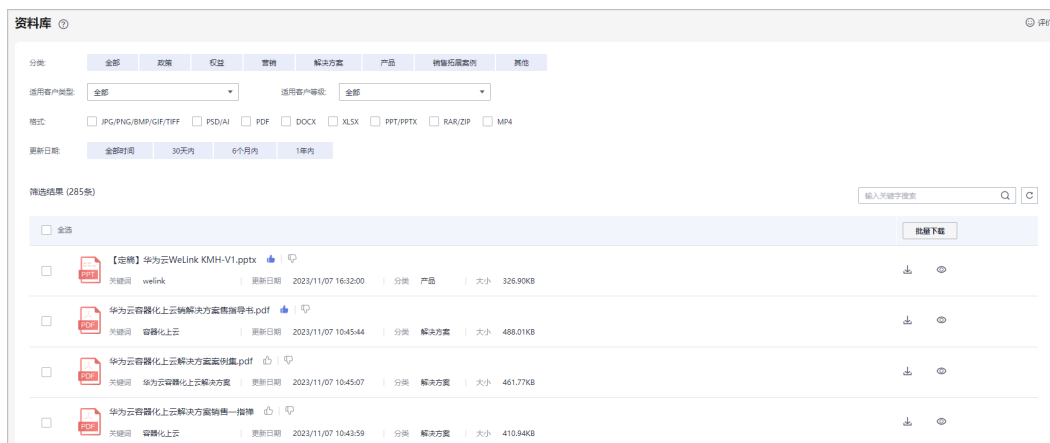 资料库 ? 评价
分类: 全部 政策 权益 营销 解决方案 产品 销售拓展案例 其他
适用客户类型: 全部 适用客户等级: 全部
格式: JPG/PNG/BMP/GIF/TIFF PSD/AI PDF DOCX XLSX PPT/PPTX RAR/ZIP MP4
更新日期: 全部时间 30天内 6个月内 1年内
筛选结果 (285条) 输入关键字搜索
全选 批量下载
【定稿】华为云WeLink KMH-V1.pptx
PPT 关键词 welink 更新日期 2023/11/07 16:32:00 分类 产品 大小 326.90KB
华为云容器化上云销解决方案售指导书.pdf
PDF 关键词 容器化上云 更新日期 2023/11/07 10:45:44 分类 解决方案 大小 488.01KB
华为云容器化上云解决方案案例集.pdf
PDF 关键词 华为云容器化上云解决方案 更新日期 2023/11/07 10:45:07 分类 解决方案 大小 461.77KB
华为云容器化上云解决方案销售一指禅
PDF 关键词 容器化上云 更新日期 2023/11/07 10:43:59 分类 解决方案 大小 410.94KB